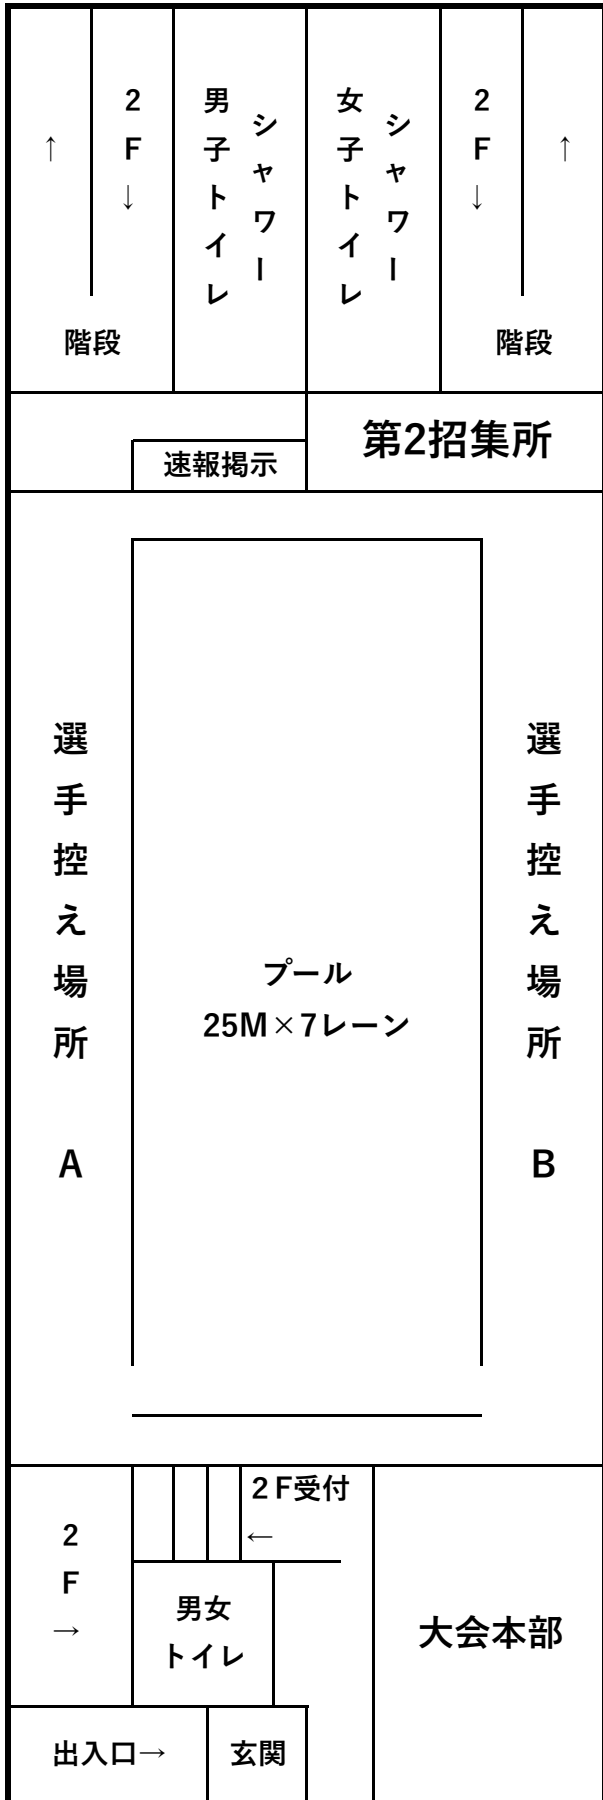 ↑
2F↓
階段
男子トイレ
シャワー
女子トイレ
シャワー
2F↓
↑
階段
速報掲示
第2招集所
選手控え場所 A
プール
25M×7レーン
選手控え場所 B
2F→
2F受付
←
男女
トイレ
大会本部
出入口→
玄関